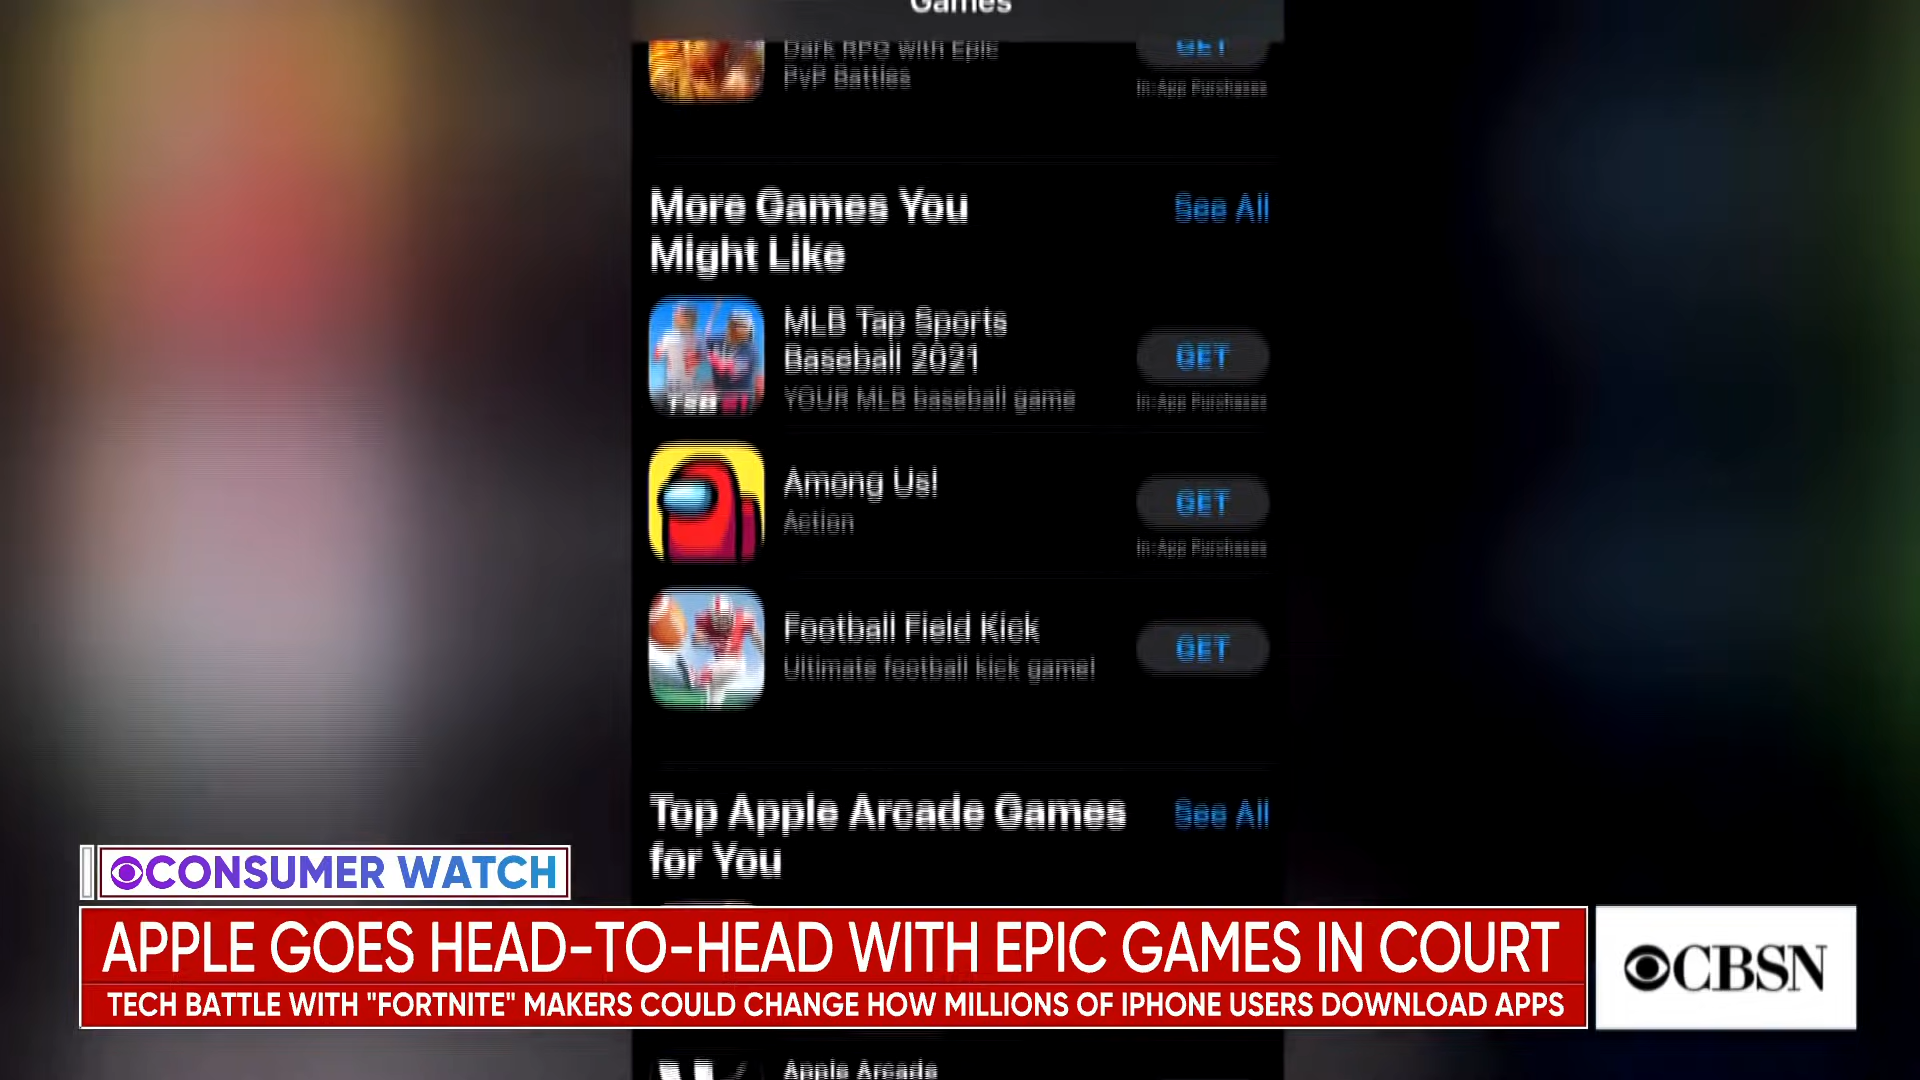 Games
Dark RPG with Epic
PvP Battles
GET
In-App Purchases
More Games You
Might Like
See All
MLB Tap Sports
Baseball 2021
YOUR MLB baseball game
GET
In-App Purchases
TSB 21
Among Us!
Action
GET
In-App Purchases
Football Field Kick
Ultimate football kick game!
GET
Top Apple Arcade Games
for You
See All
CONSUMER WATCH
APPLE GOES HEAD-TO-HEAD WITH EPIC GAMES IN COURT
TECH BATTLE WITH "FORTNITE" MAKERS COULD CHANGE HOW MILLIONS OF IPHONE USERS DOWNLOAD APPS
CBSN
Apple Arcade